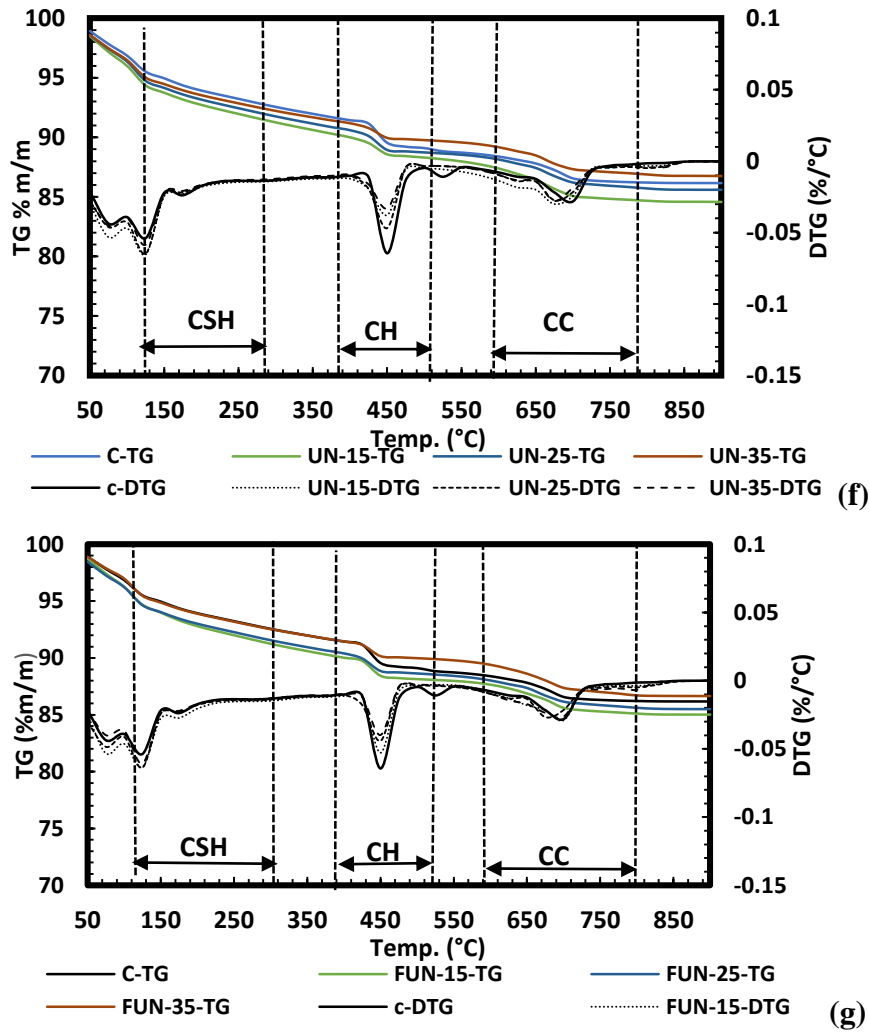 100
95
90
85
80
75
70
TG % m/m
0.1
0.05
0
-0.05
-0.1
-0.15
DTG (%/°C)
CSH
CH
CC
50 150 250 350 450 550 650 750 850
Temp. (°C)
C-TG UN-15-TG UN-25-TG UN-35-TG
c-DTG UN-15-DTG UN-25-DTG UN-35-DTG
(f)
100
95
90
85
80
75
70
TG (%m/m)
0.1
0.05
0
-0.05
-0.1
-0.15
DTG (%/°C)
CSH
CH
CC
50 150 250 350 450 550 650 750 850
Temp. (°C)
C-TG FUN-15-TG FUN-25-TG
FUN-35-TG c-DTG FUN-15-DTG
(g)